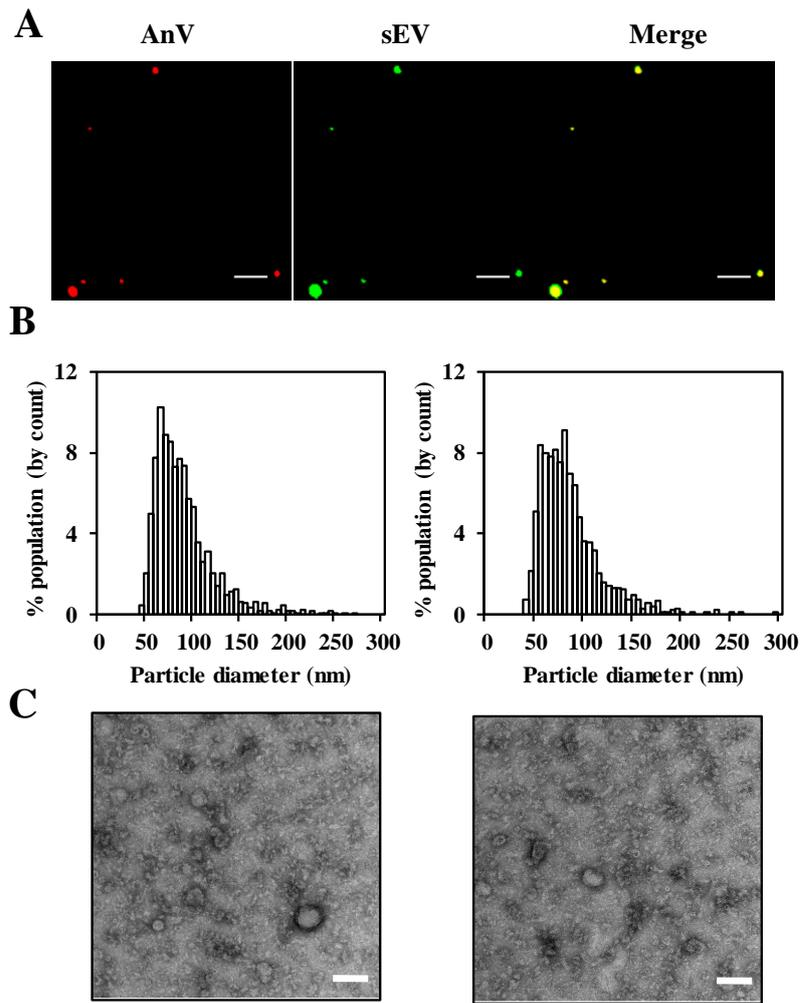 A
AnV sEV Merge
B
12 12
8 8
4 4
0 0
% population (by count) % population (by count)
0 50 100 150 200 250 300 0 50 100 150 200 250 300
Particle diameter (nm) Particle diameter (nm)
C